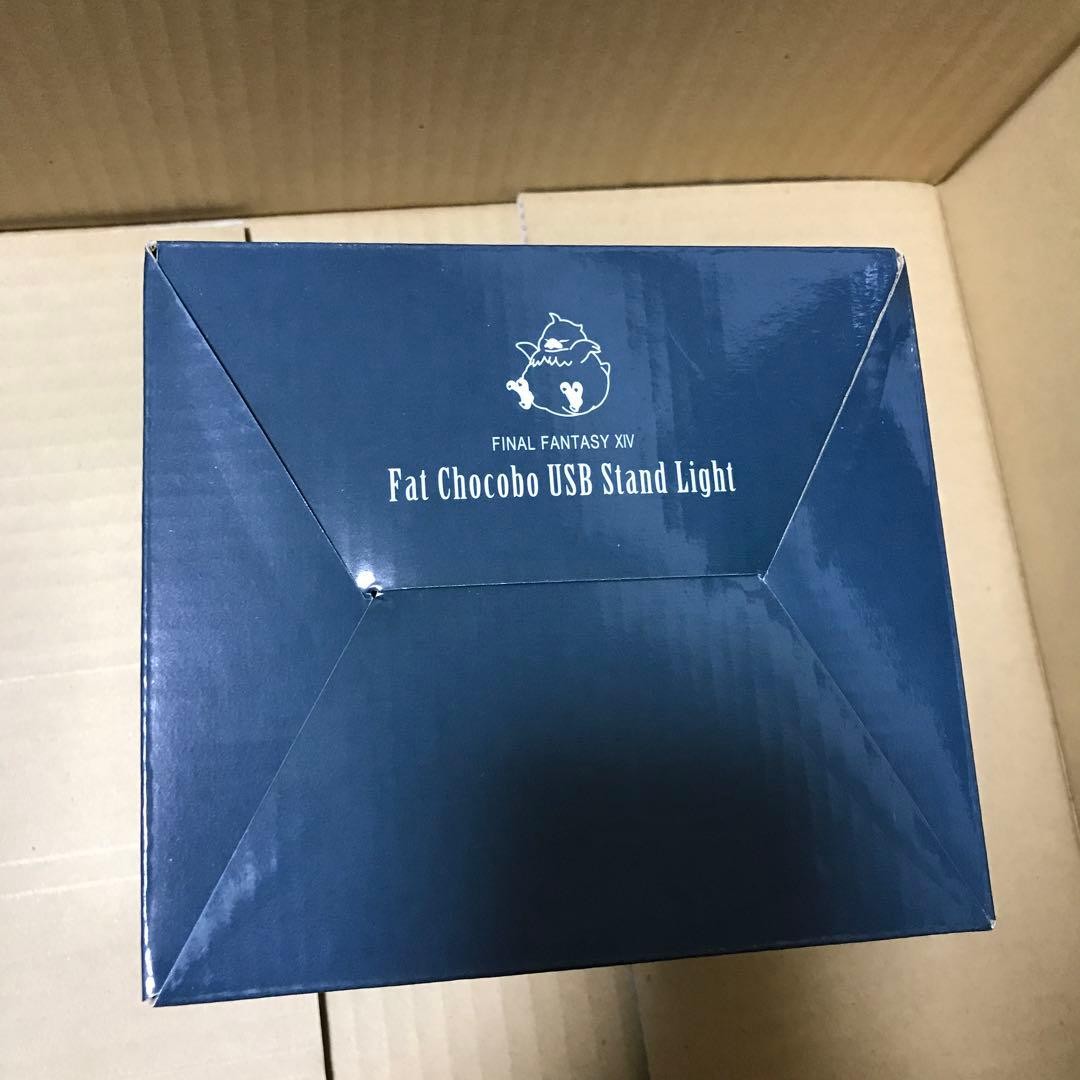 FINAL FANTASY XIV
Fat Chocobo USB Stand Light